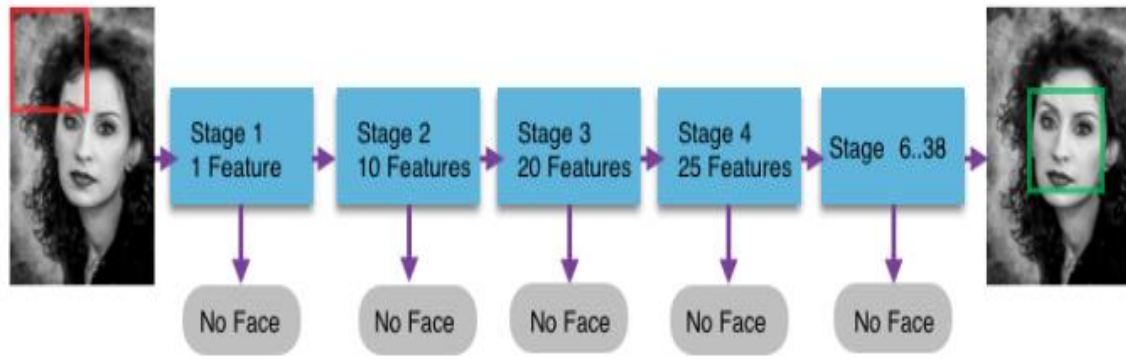 Stage 1
1 Feature
Stage 2
10 Features
Stage 3
20 Features
Stage 4
25 Features
Stage 6..38
No Face
No Face
No Face
No Face
No Face